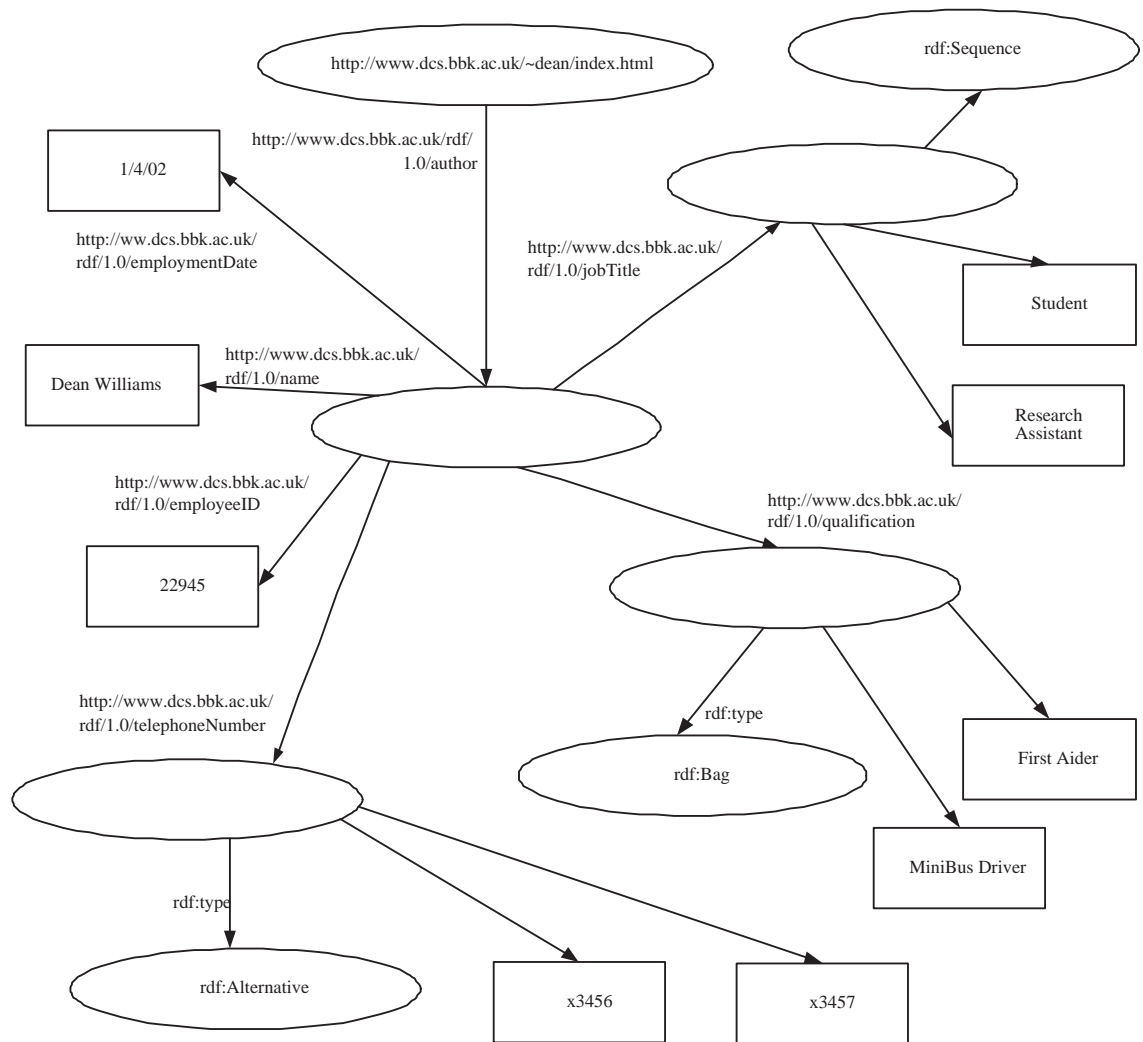 rdf:Sequence
http://www.dcs.bbk.ac.uk/~dean/index.html
http://www.dcs.bbk.ac.uk/rdf/
1.0/author
1/4/02
http://ww.dcs.bbk.ac.uk/
rdf/1.0/employmentDate
http://www.dcs.bbk.ac.uk/
rdf/1.0/jobTitle
Student
http://www.dcs.bbk.ac.uk/
rdf/1.0/name
Dean Williams
Research
Assistant
http://www.dcs.bbk.ac.uk/
rdf/1.0/employeeID
http://www.dcs.bbk.ac.uk/
rdf/1.0/qualification
22945
http://www.dcs.bbk.ac.uk/
rdf/1.0/telephoneNumber
rdf:type
First Aider
rdf:Bag
MiniBus Driver
rdf:type
rdf:Alternative
x3456
x3457